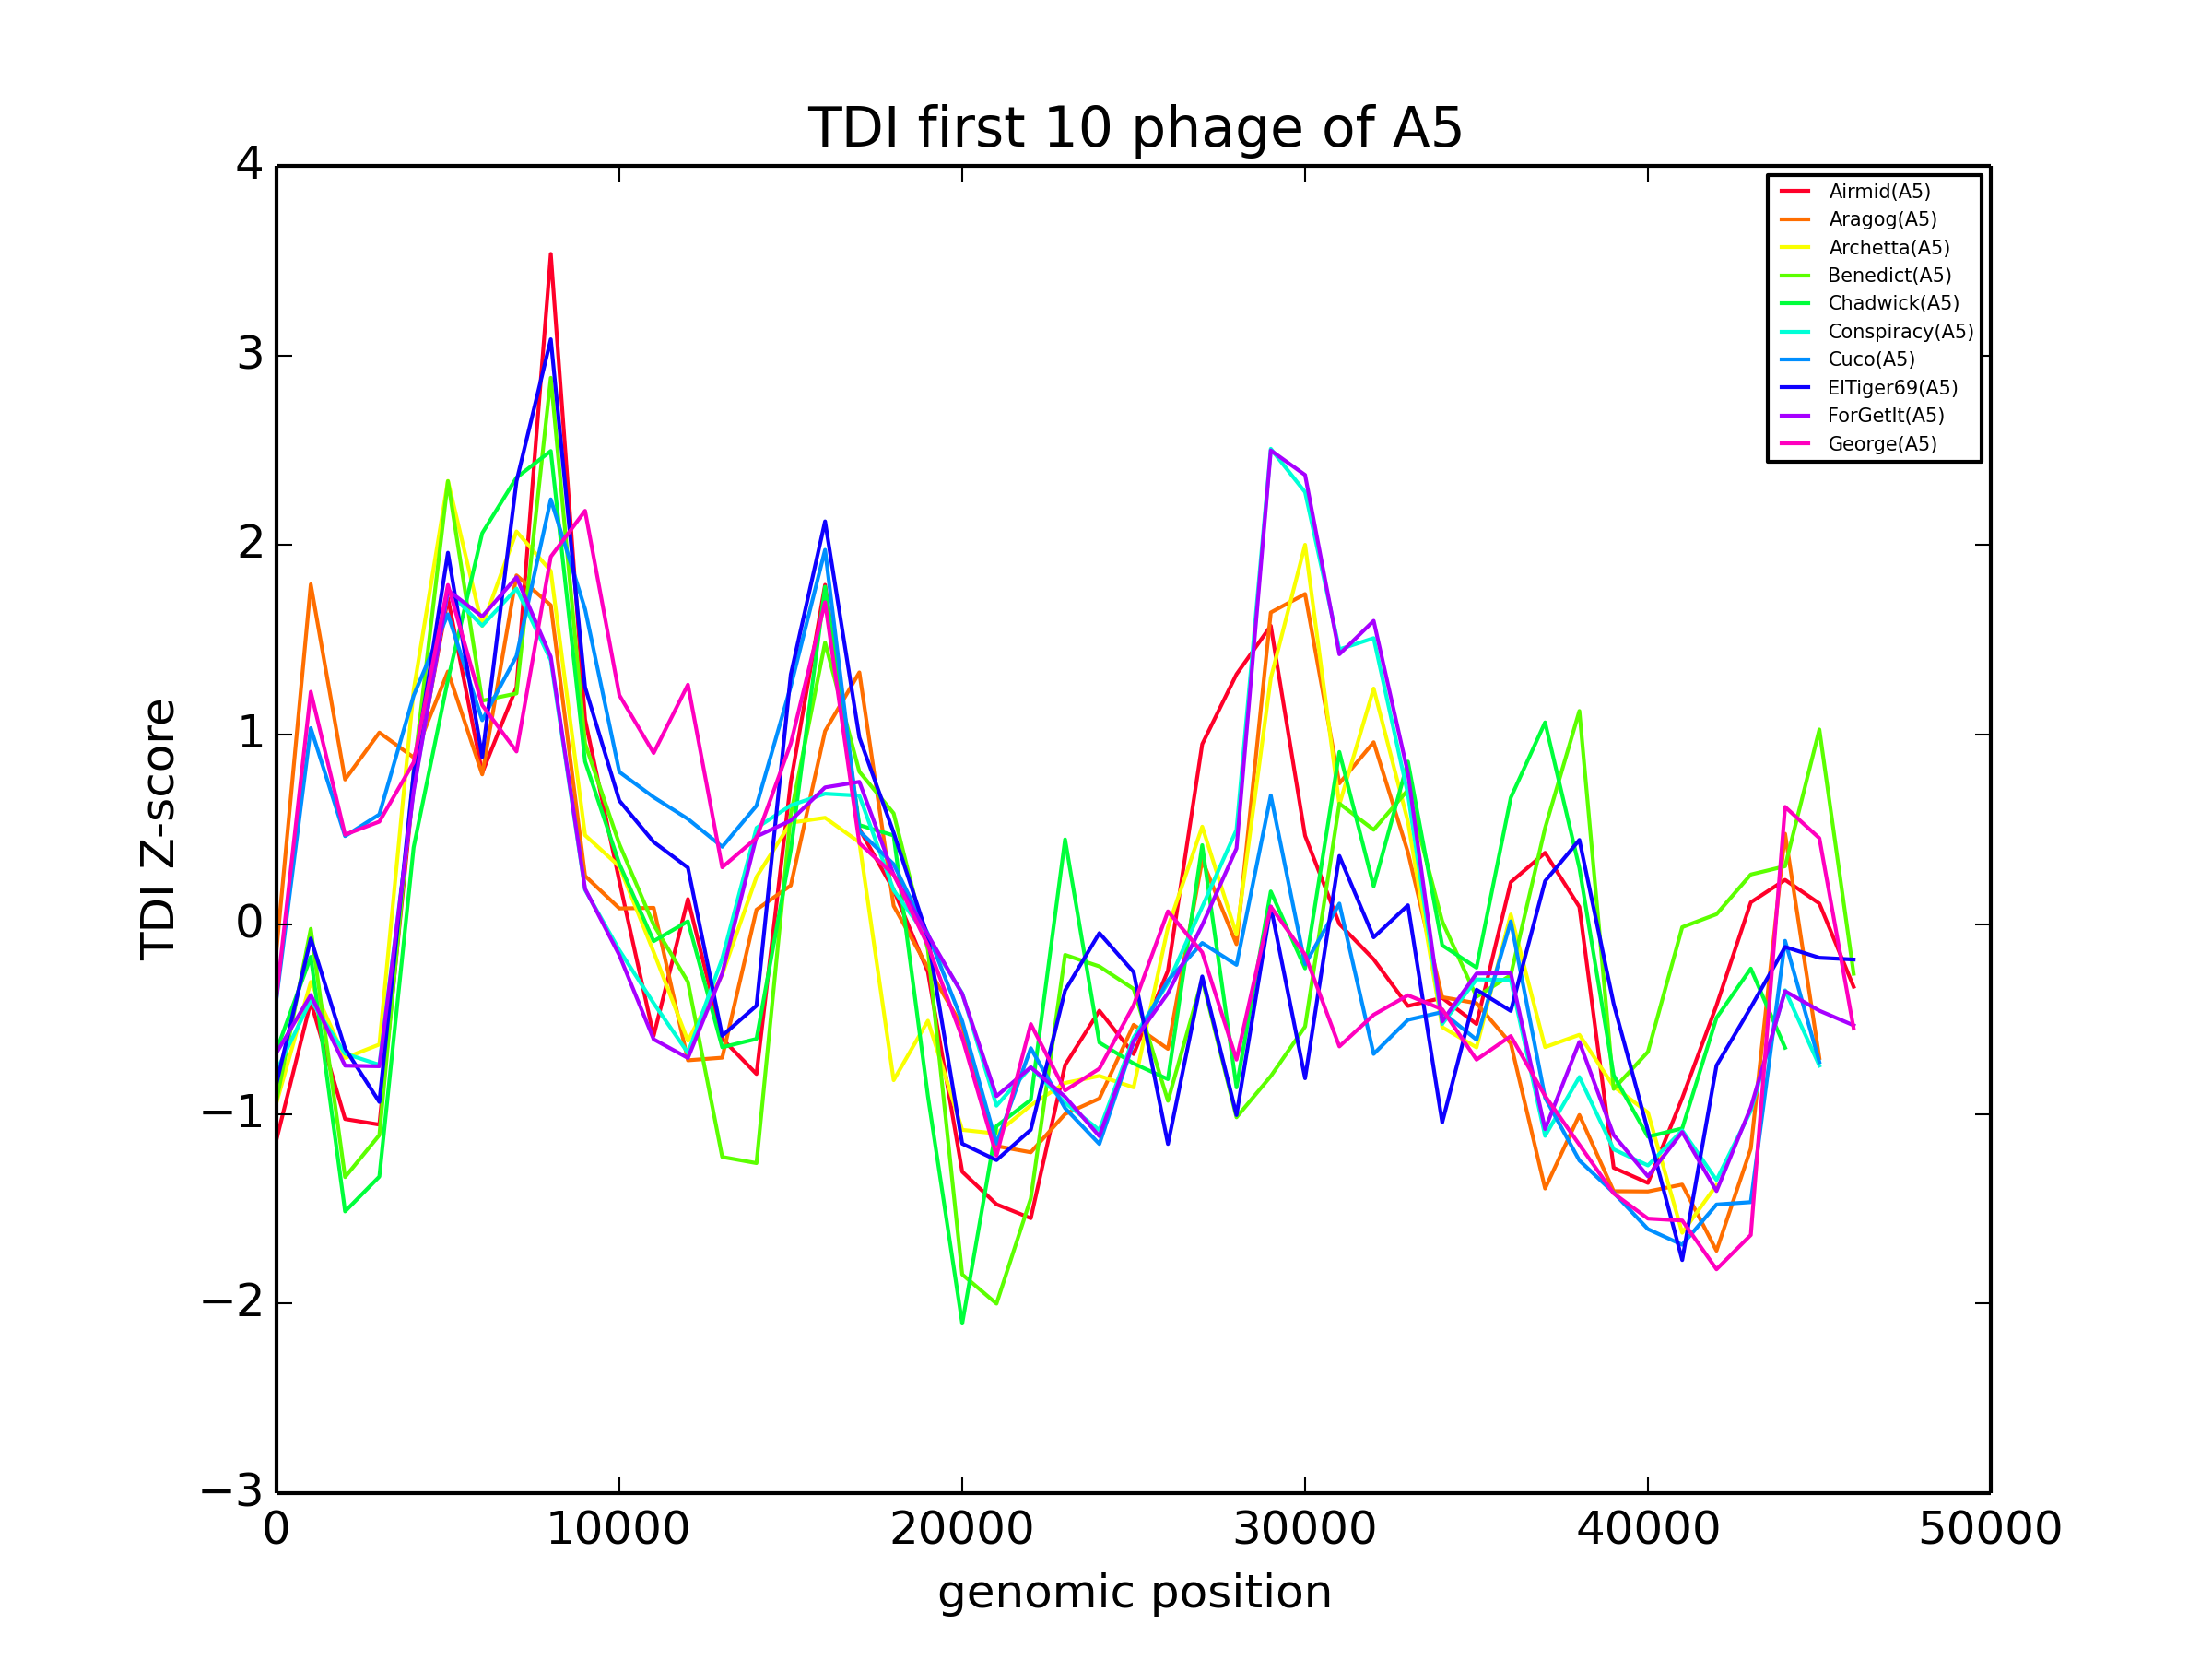 TDI first 10 phage of A5
4
3
2
1
0
−1
−2
−3
TDI Z-score
0 10000 20000 30000 40000 50000
genomic position
Airmid(A5)
Aragog(A5)
Archetta(A5)
Benedict(A5)
Chadwick(A5)
Conspiracy(A5)
Cuco(A5)
ElTiger69(A5)
ForGetIt(A5)
George(A5)